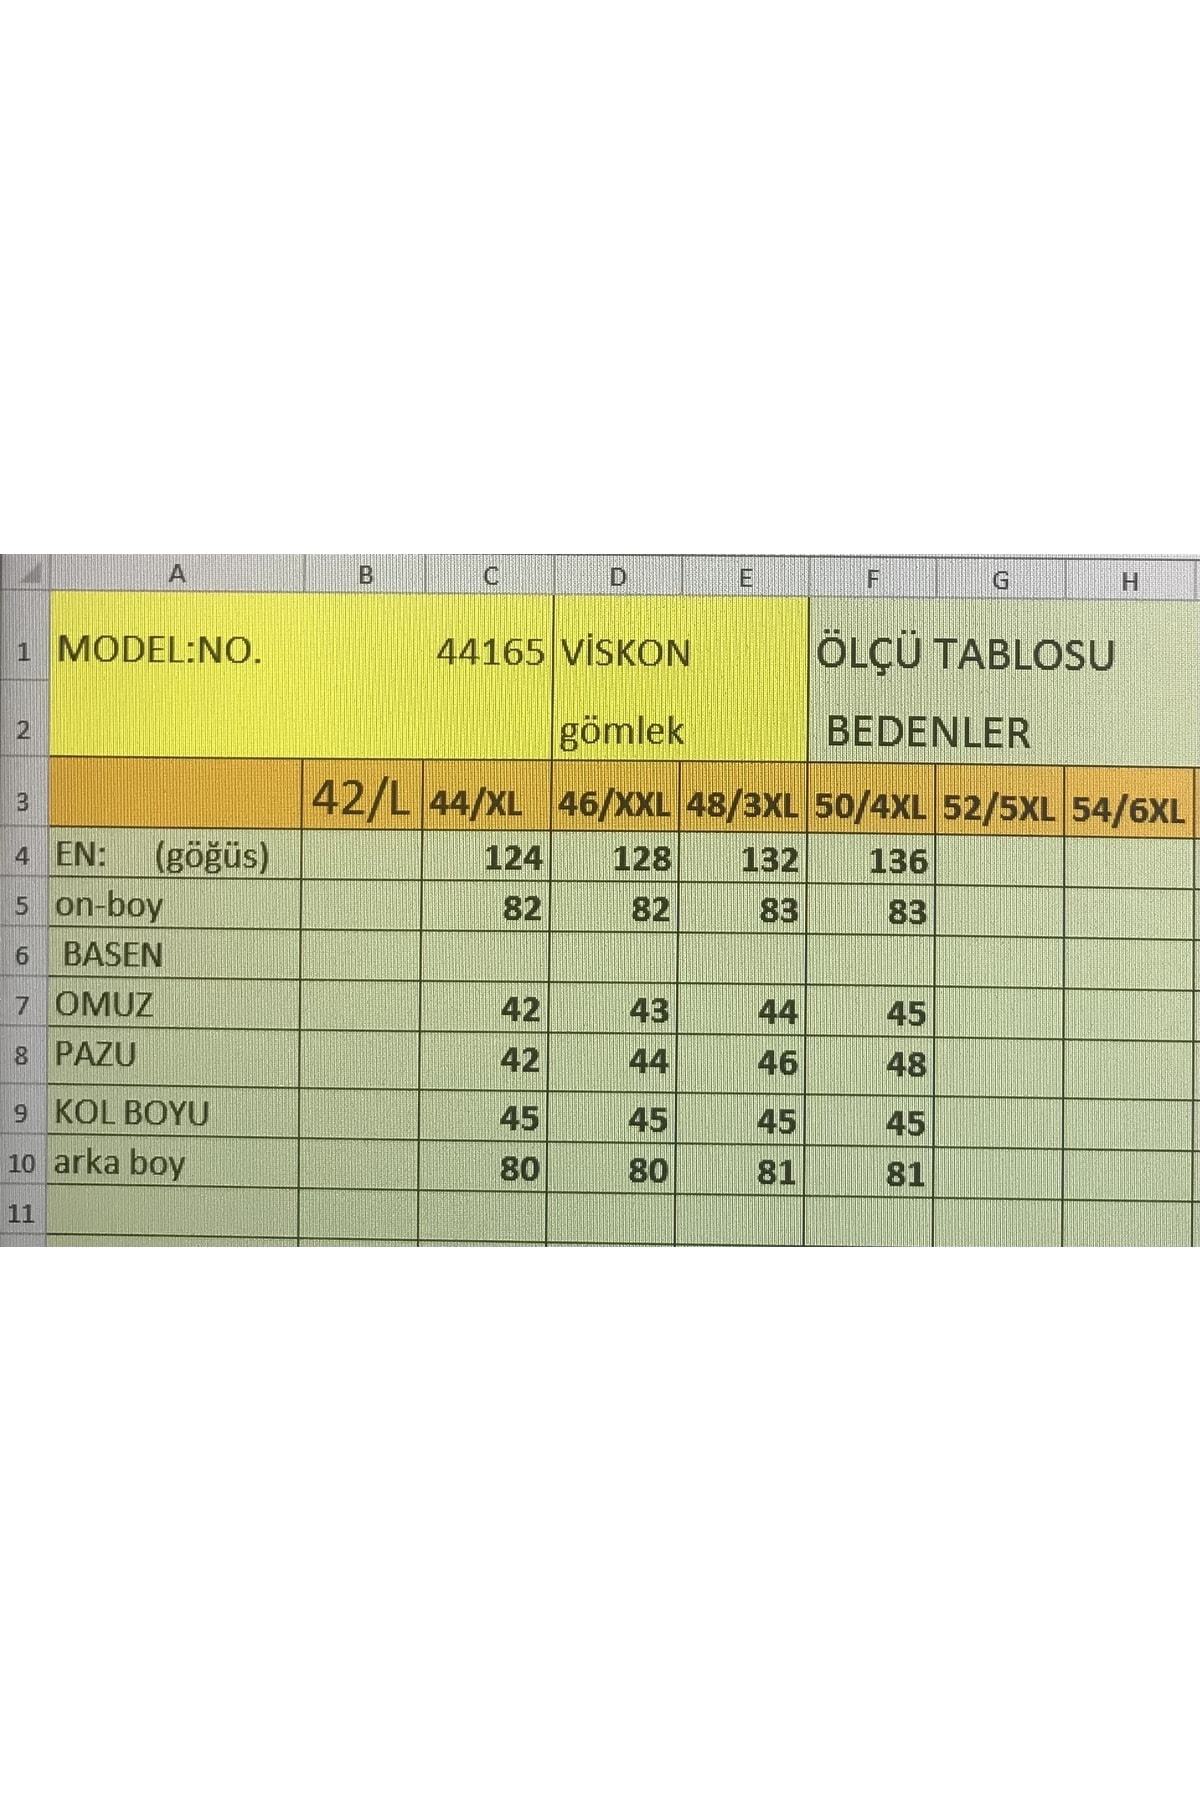 A B C D E F G H
1 MODEL:NO. 44165 VİSKON ÖLÇÜ TABLOSU
2 gömlek BEDENLER
3 42/L 44/XL 46/XXL 48/3XL 50/4XL 52/5XL 54/6XL
4 EN: (göğüs) 124 128 132 136
5 on-boy 82 82 83 83
6 BASEN
7 OMUZ 42 43 44 45
8 PAZU 42 44 46 48
9 KOL BOYU 45 45 45 45
10 arka boy 80 80 81 81
11